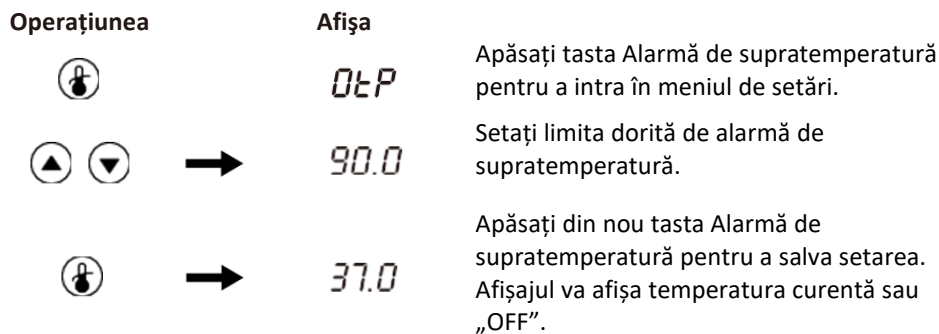 Operațiunea Afişa
OtP
Apăsați tasta Alarmă de supratemperatură
pentru a intra în meniul de setări.
90.0
Setați limita dorită de alarmă de
supratemperatură.
37.0
Apăsați din nou tasta Alarmă de
supratemperatură pentru a salva setarea.
Afișajul va afișa temperatura curentă sau
„OFF”.